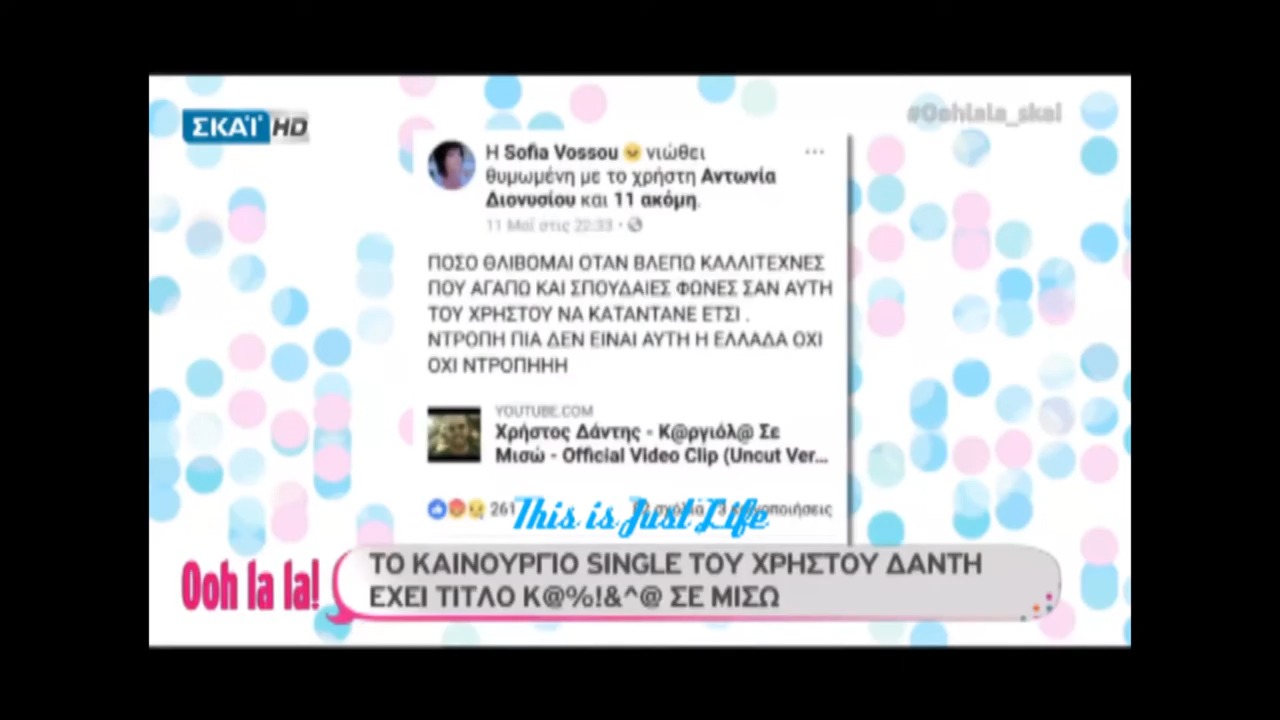 ΣΚΑΪ HD
#Oohlala_skai
Η Sofia Vossou νιώθει
θυμωμένη με το χρήστη Αντωνία
Διονυσίου και 11 ακόμη.
11 Μαΐ στις 22:33
ΠΟΣΟ ΘΛΙΒΟΜΑΙ ΟΤΑΝ ΒΛΕΠΩ ΚΑΛΛΙΤΕΧΝΕΣ
ΠΟΥ ΑΓΑΠΩ ΚΑΙ ΣΠΟΥΔΑΙΕΣ ΦΩΝΕΣ ΣΑΝ ΑΥΤΗ
ΤΟΥ ΧΡΗΣΤΟΥ ΝΑ ΚΑΤΑΝΤΑΝΕ ΕΤΣΙ .
ΝΤΡΟΠΗ ΠΙΑ ΔΕΝ ΕΙΝΑΙ ΑΥΤΗ Η ΕΛΛΑΔΑ ΟΧΙ
ΟΧΙ ΝΤΡΟΠΗΗΗ
YOUTUBE.COM
Χρήστος Δάντης - Κ@ργιόλ@ Σε
Μισώ - Official Video Clip (Uncut Ver...
261 σχόλια
This is Just Life
Ooh la la!
ΤΟ ΚΑΙΝΟΥΡΓΙΟ SINGLE ΤΟΥ ΧΡΗΣΤΟΥ ΔΑΝΤΗ
ΕΧΕΙ ΤΙΤΛΟ Κ@%!&^@ ΣΕ ΜΙΣΩ